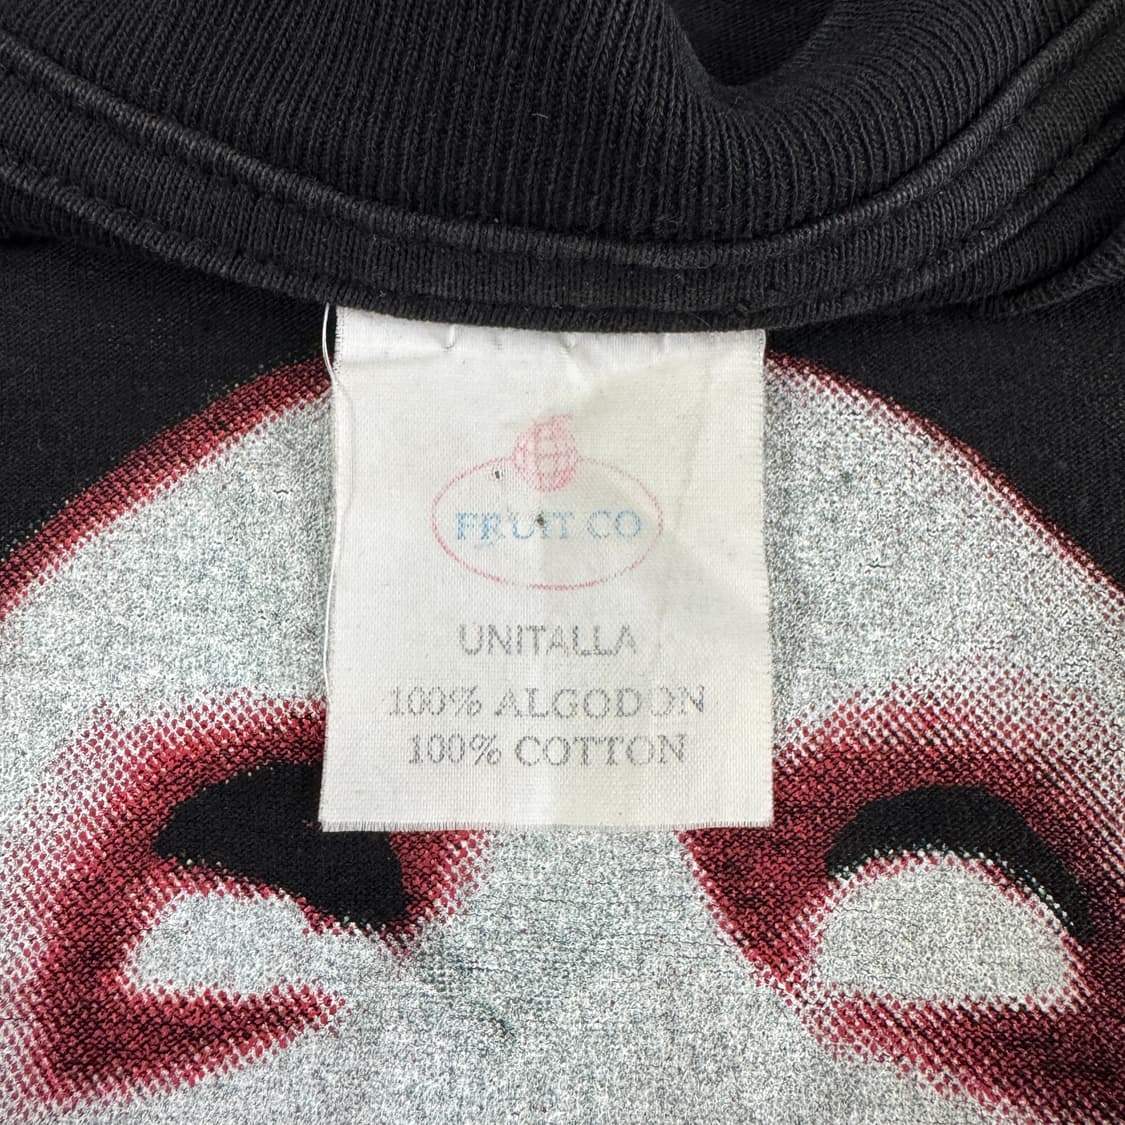 FRUIT CO
UNITALLA
100% ALGODON
100% COTTON